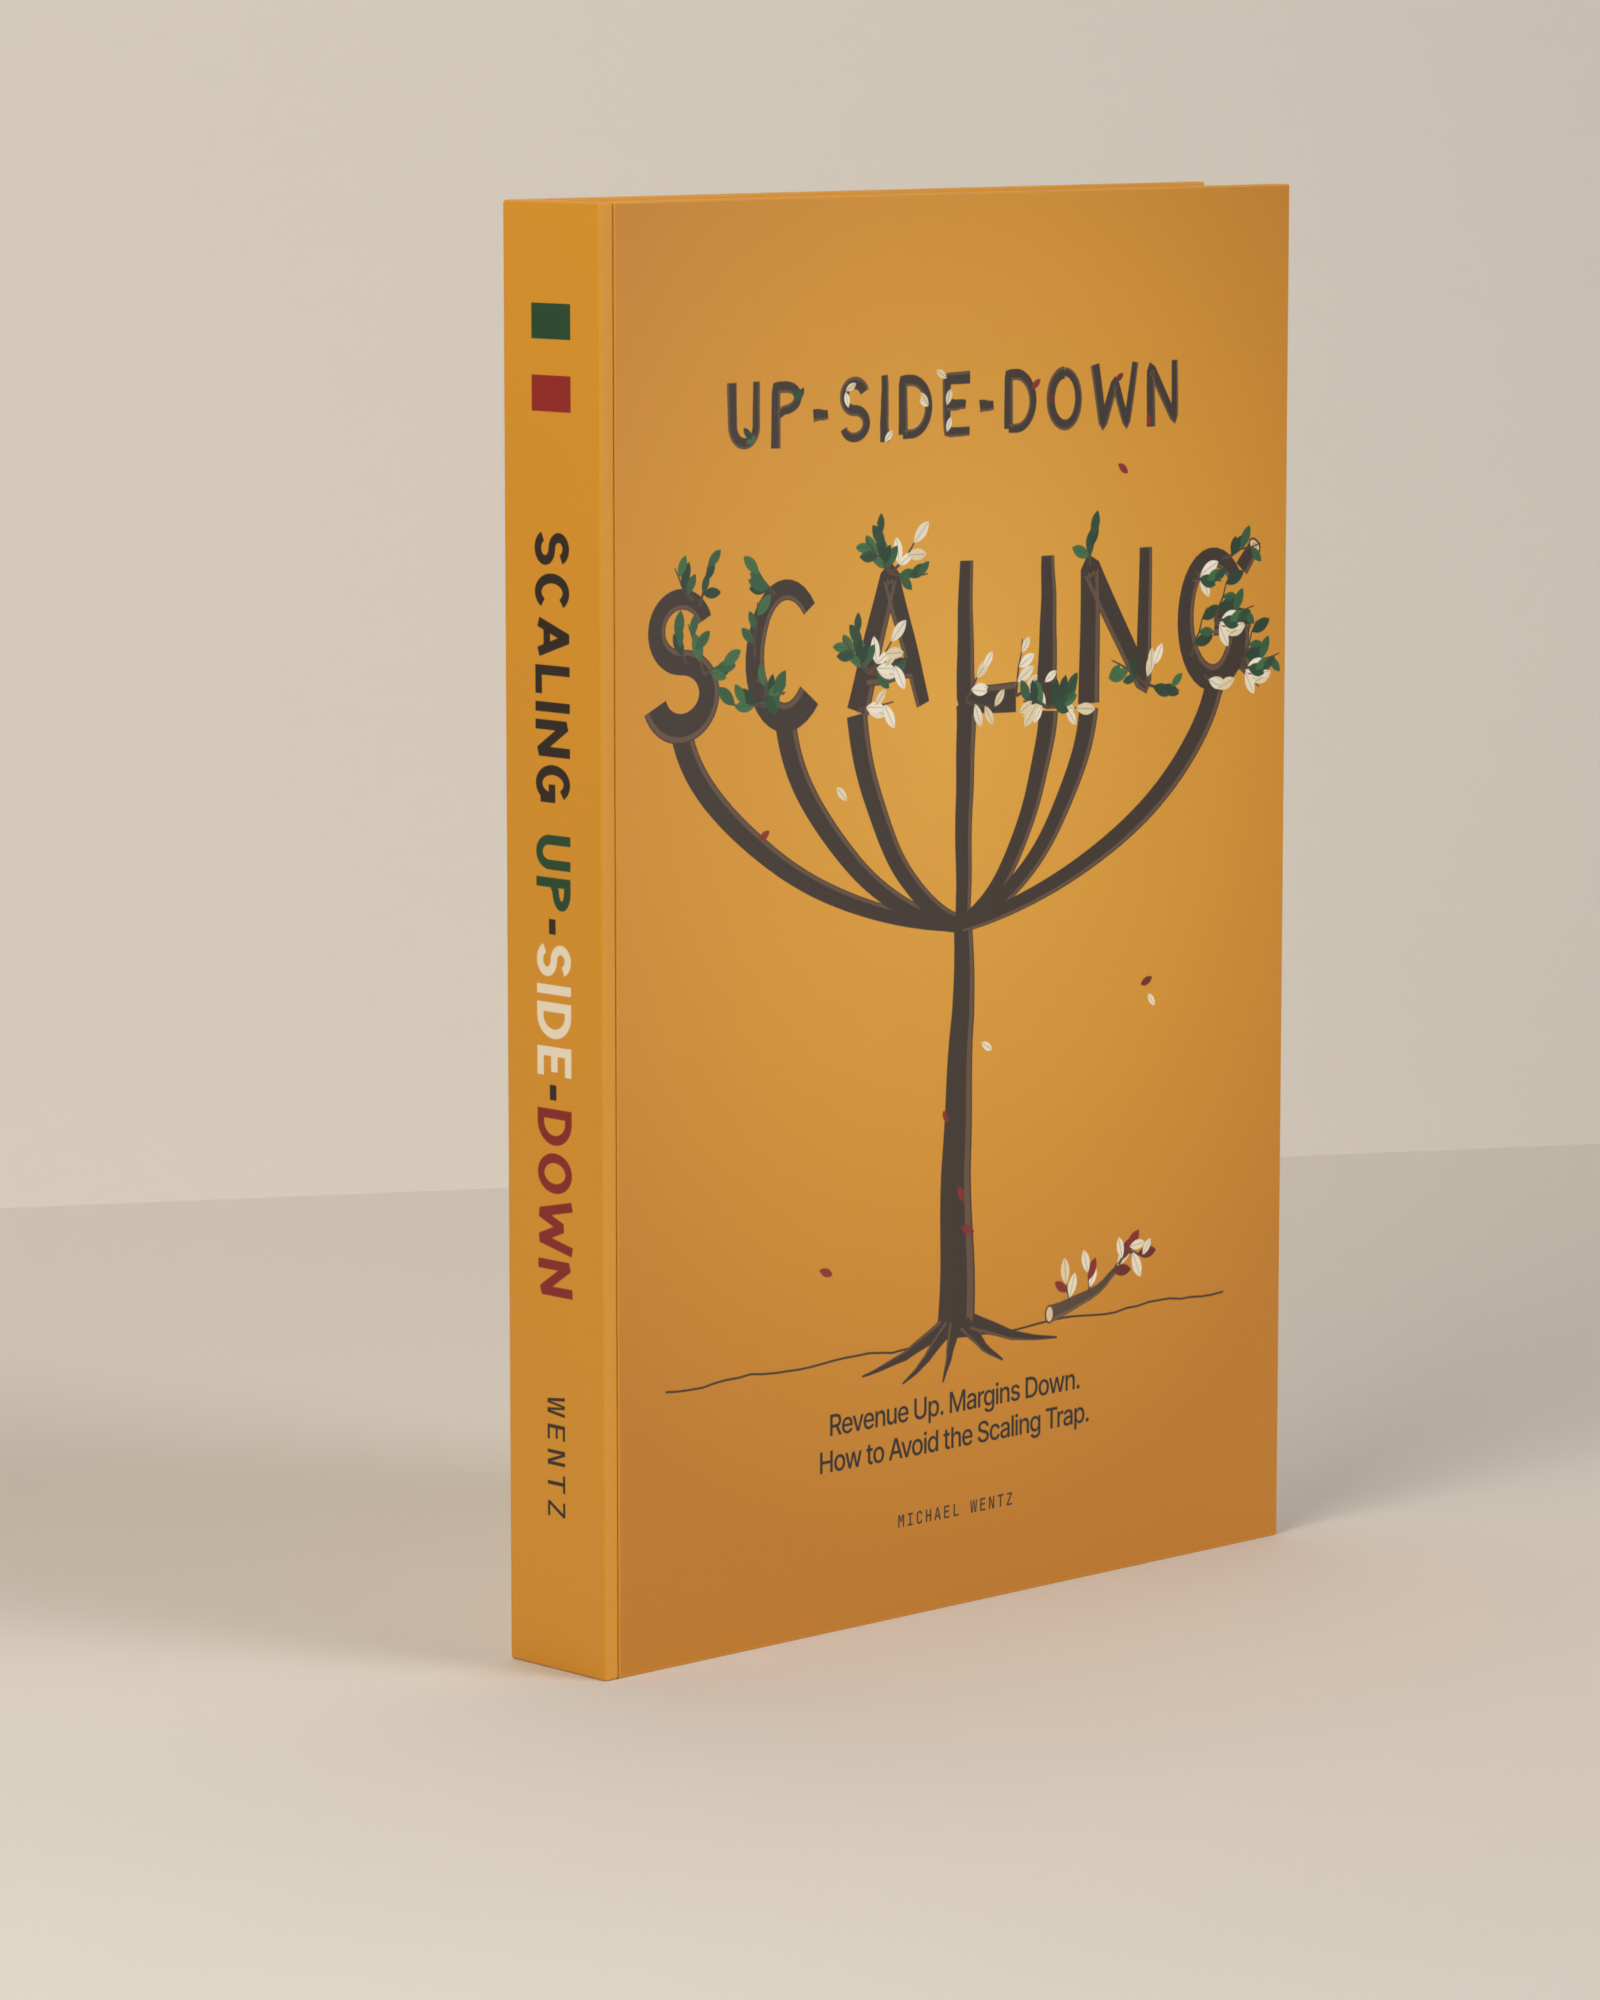 SCALING UP-SIDE-DOWN
WENTZ
UP-SIDE-DOWN
SCALING
Revenue Up. Margins Down.
How to Avoid the Scaling Trap.
MICHAEL WENTZ